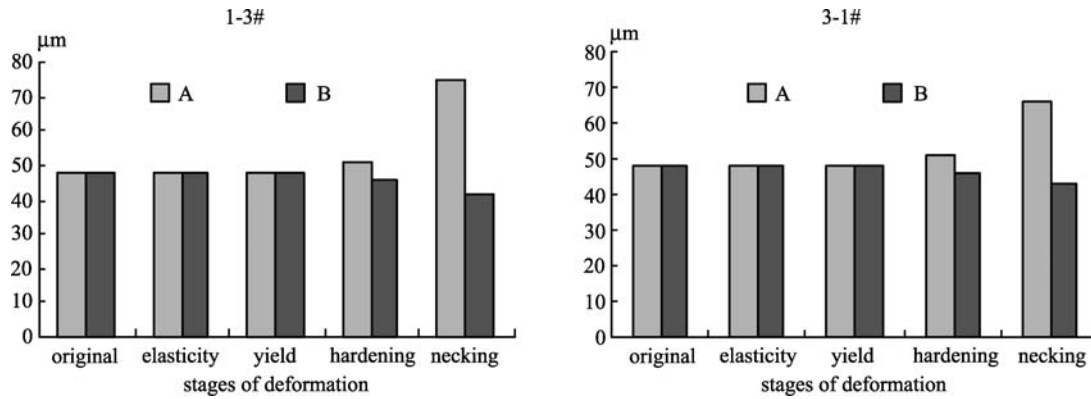 1-3#
μm
80
70
60
50
40
30
20
10
0
A B
original elasticity yield hardening necking
stages of deformation
3-1#
μm
80
70
60
50
40
30
20
10
0
A B
original elasticity yield hardening necking
stages of deformation